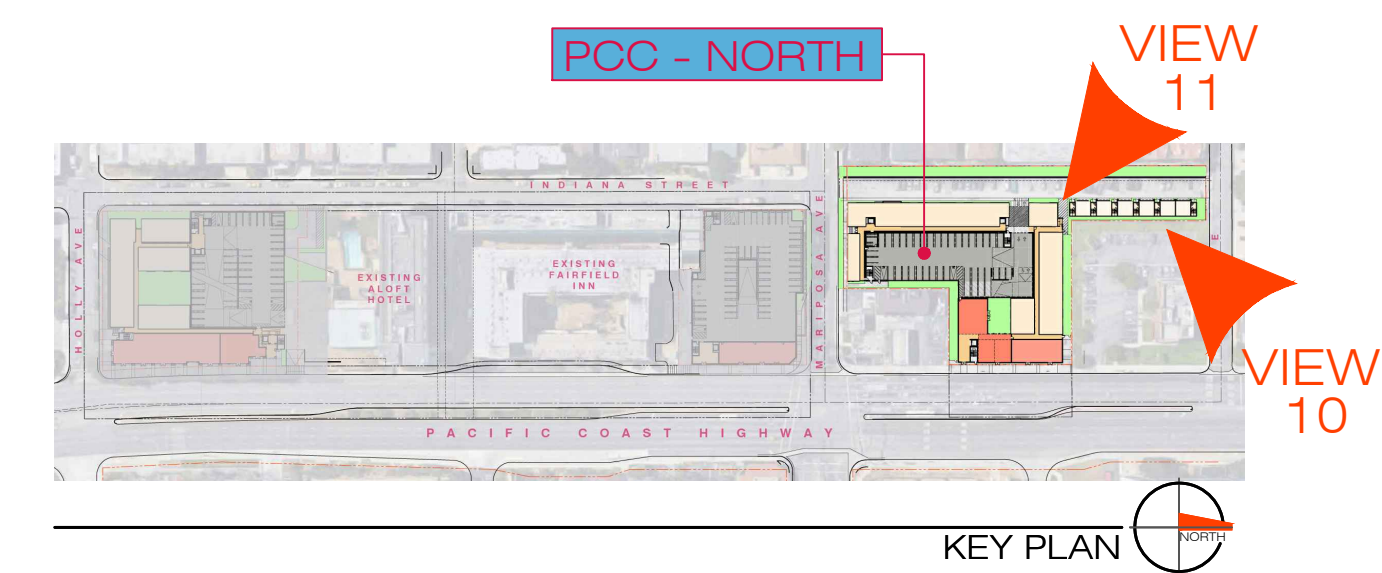 PCC - NORTH
VIEW
11
INDIANA STREET
HOLLY AVE
EXISTING
ALOFT
HOTEL
EXISTING
FAIRFIELD
INN
MARIPOSA AVE
E
VIEW
10
PACIFIC COAST HIGHWAY
KEY PLAN
NORTH